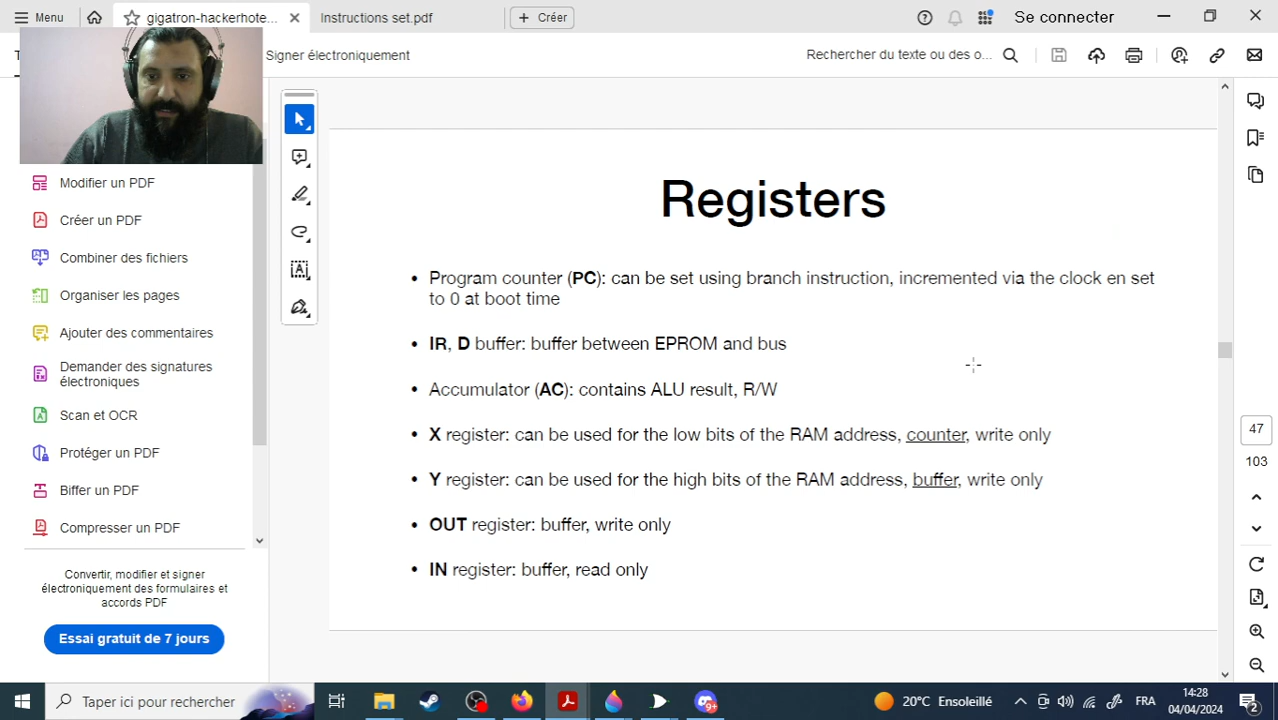 Menu
gigatron-hackerhote...
Instructions set.pdf
Créer
Se connecter
T
Signer électroniquement
Rechercher du texte ou des o...
Modifier un PDF
Créer un PDF
Combiner des fichiers
Organiser les pages
Ajouter des commentaires
Demander des signatures
électroniques
Scan et OCR
Protéger un PDF
Biffer un PDF
Compresser un PDF
Convertir, modifier et signer
électroniquement des formulaires et
accords PDF
Essai gratuit de 7 jours
Registers
• Program counter (PC): can be set using branch instruction, incremented via the clock en set
to 0 at boot time
• IR, D buffer: buffer between EPROM and bus
• Accumulator (AC): contains ALU result, R/W
• X register: can be used for the low bits of the RAM address, counter, write only
• Y register: can be used for the high bits of the RAM address, buffer, write only
• OUT register: buffer, write only
• IN register: buffer, read only
47
103
Taper ici pour rechercher
9+
20°C Ensoleillé
FRA
14:28
04/04/2024
2